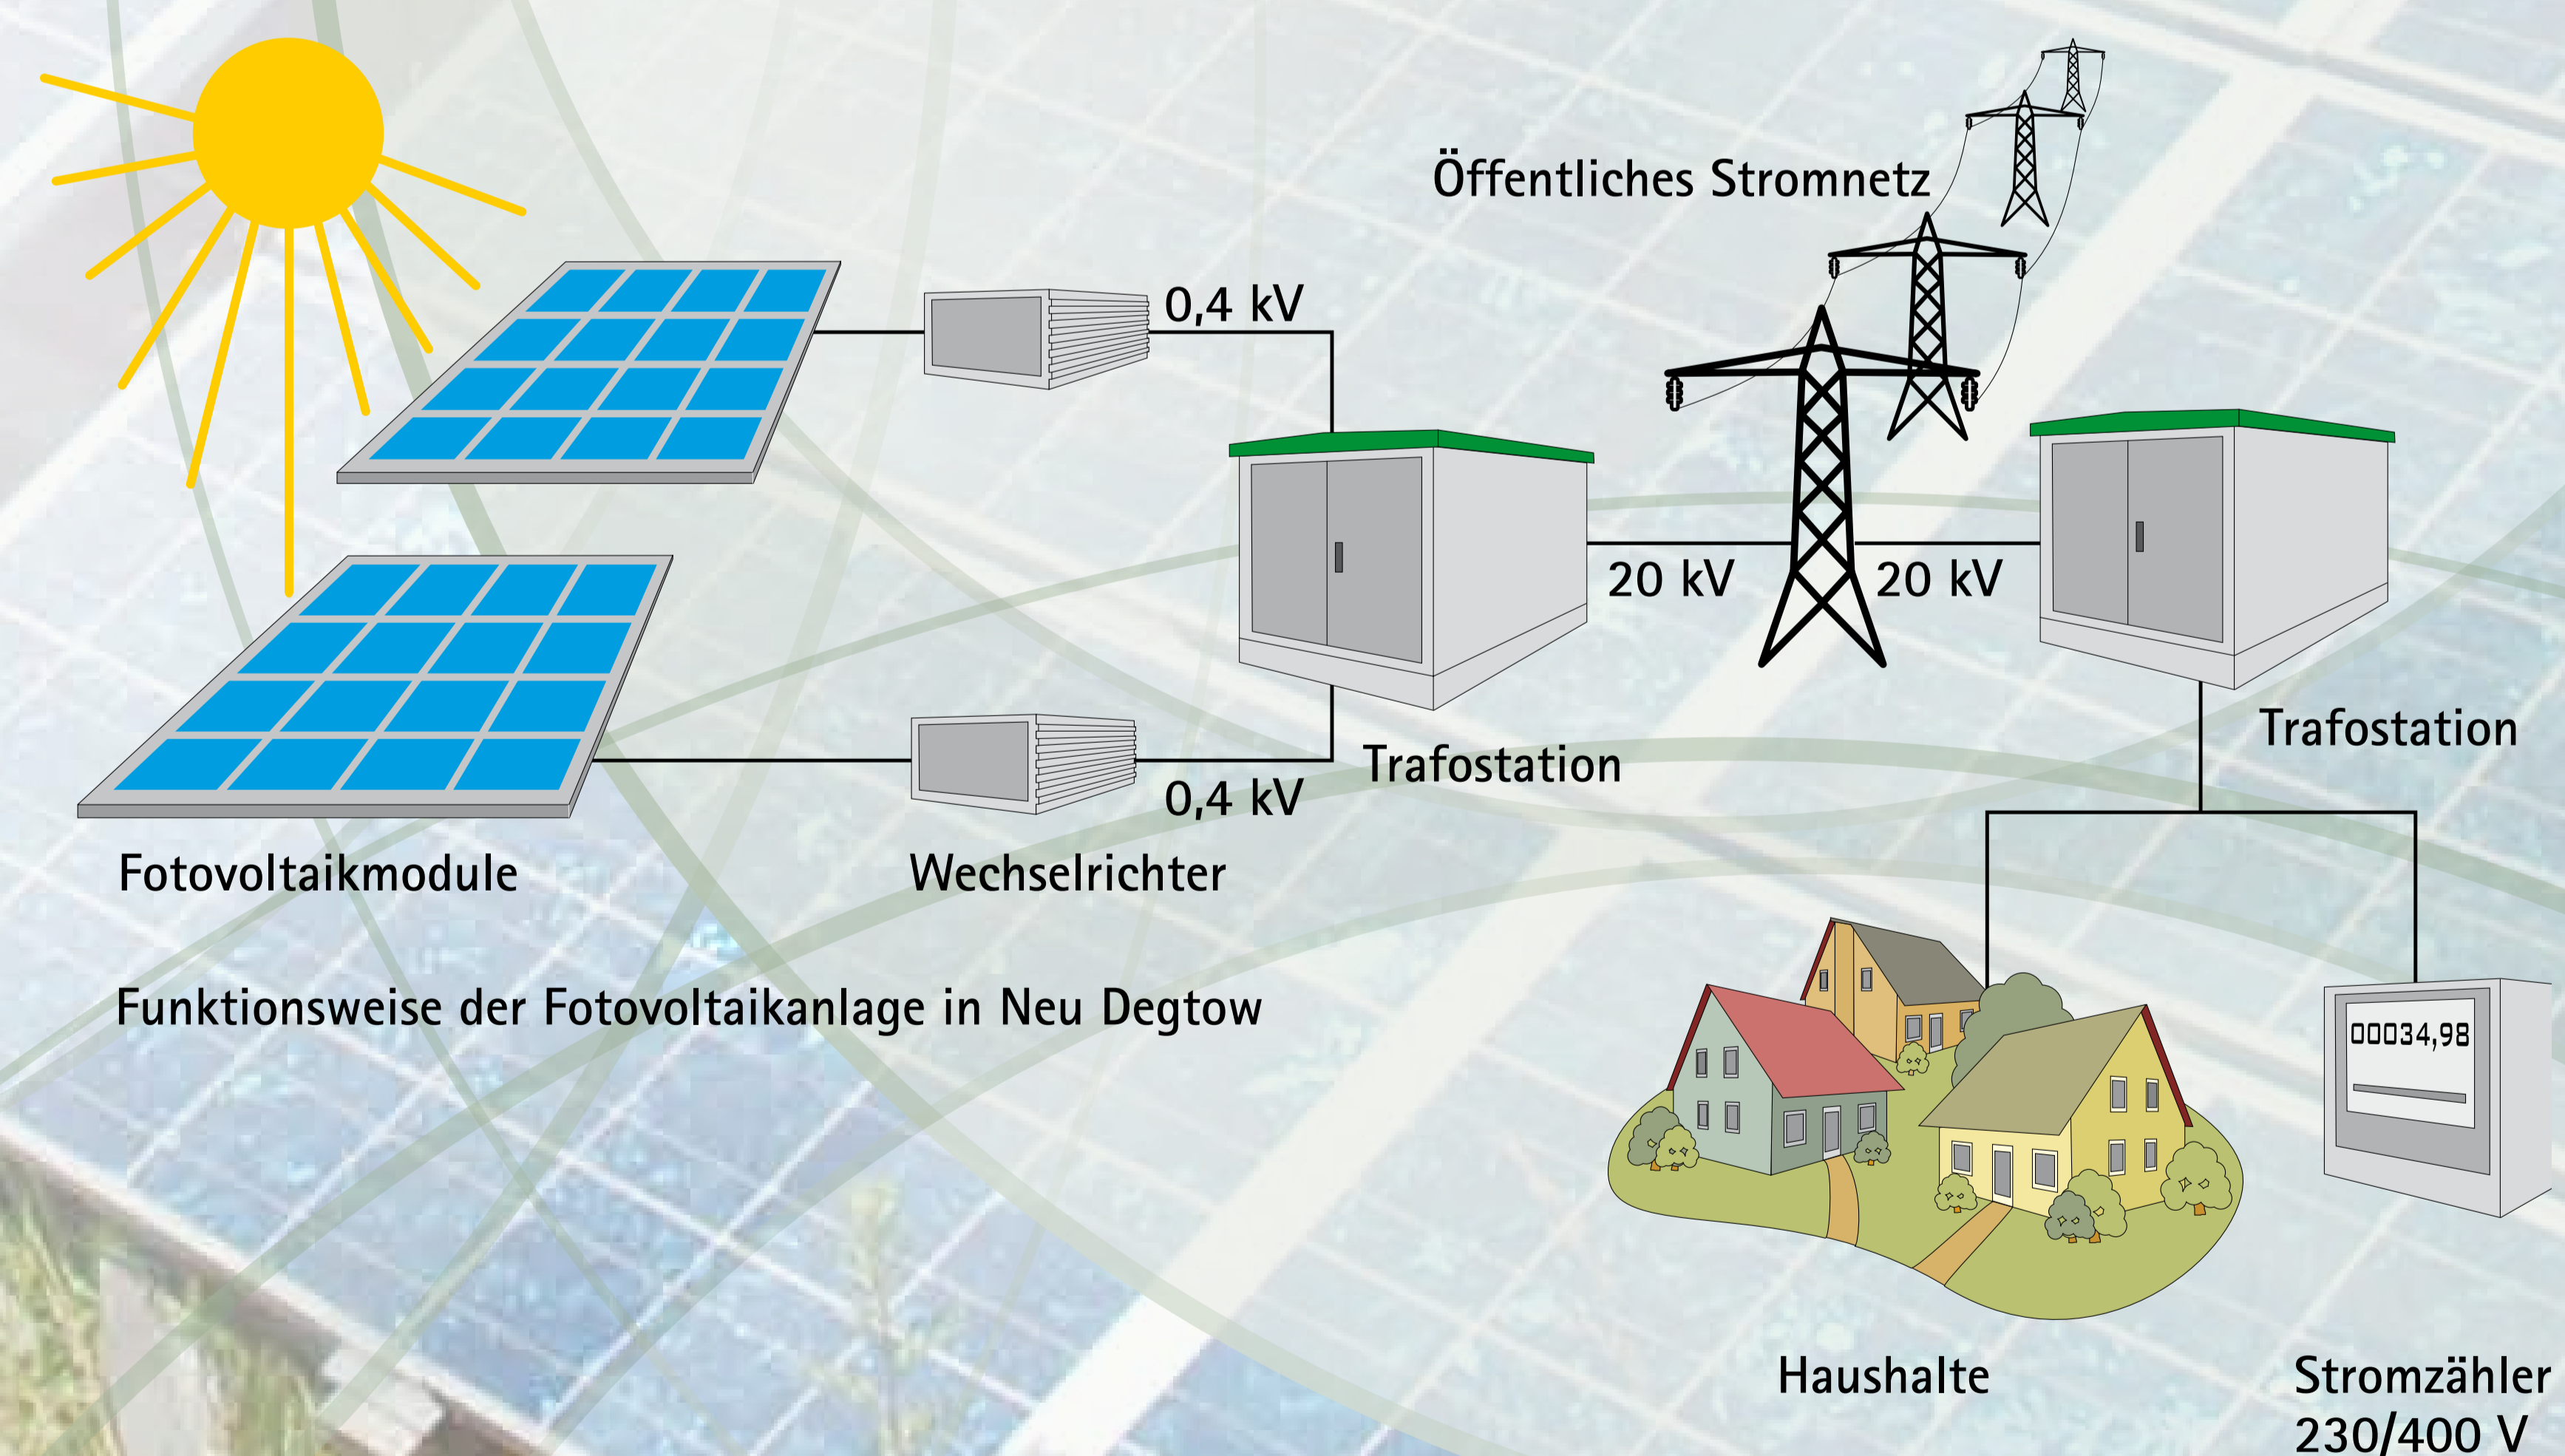 Öffentliches Stromnetz
0,4 kV
20 kV
20 kV
Trafostation
Trafostation
0,4 kV
Fotovoltaikmodule
Wechselrichter
Funktionsweise der Fotovoltaikanlage in Neu Degtow
00034,98
Haushalte
Stromzähler
230/400 V